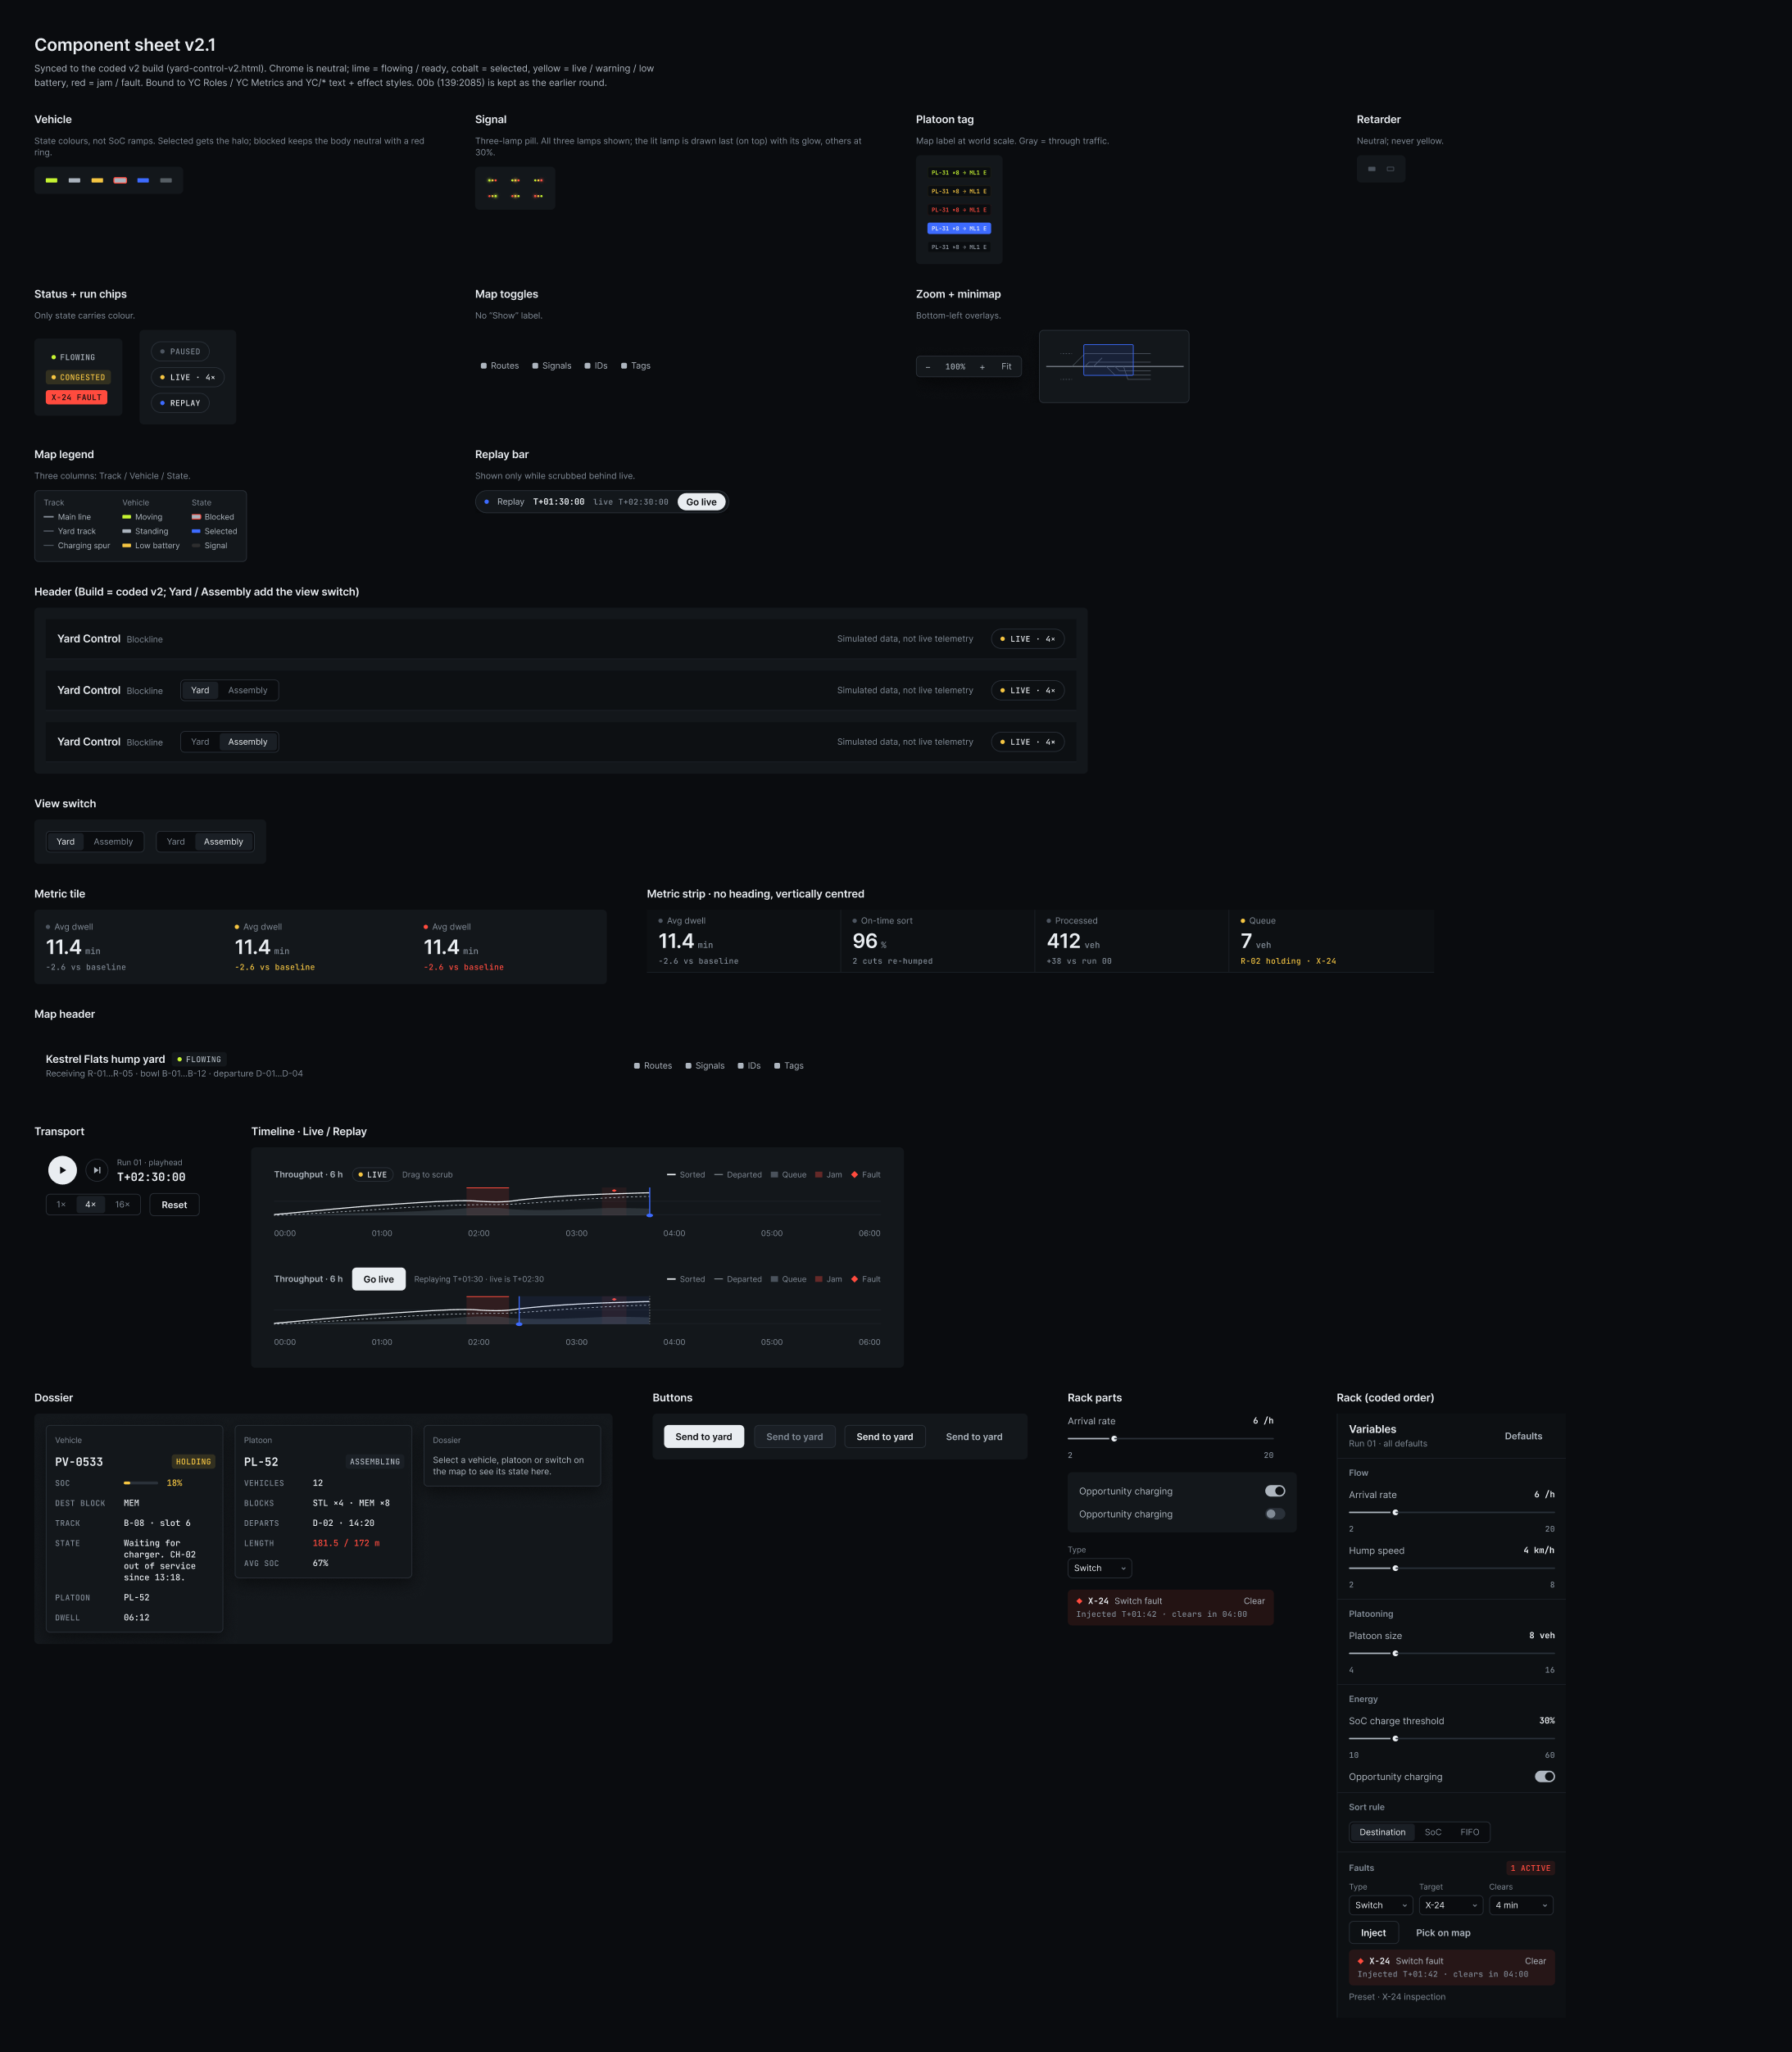 Component sheet v2.1
Synced to the coded v2 build (yard-control-v2.html). Chrome is neutral; lime = flowing / ready, cobalt = selected, yellow = live / warning / low
battery, red = jam / fault. Bound to YC Roles / YC Metrics and YC/* text + effect styles. 00b (139:2085) is kept as the earlier round.
Vehicle
State colours, not SoC ramps. Selected gets the halo; blocked keeps the body neutral with a red
ring.
Signal
Three-lamp pill. All three lamps shown; the lit lamp is drawn last (on top) with its glow, others at
30%.
Platoon tag
Map label at world scale. Gray = through traffic.
PL-31
ML1 E
PL-31
ML1 E
PL-31
ML1 E
PL-31
ML1 E
PL-31
ML1 E
Retarder
Neutral; never yellow.
Status + run chips
Only state carries colour.
FLOWING
CONGESTED
X-24 FAULT
PAUSED
LIVE · 4×
REPLAY
Map toggles
No “Show” label.
Routes Signals IDs Tags
Zoom + minimap
Bottom-left overlays.
− 100% + Fit
Map legend
Three columns: Track / Vehicle / State.
Track Vehicle State
Main line Moving Blocked
Yard track Standing Selected
Charging spur Low battery Signal
Replay bar
Shown only while scrubbed behind live.
Replay T+01:30:00 live T+02:30:00 Go live
Header (Build = coded v2; Yard / Assembly add the view switch)
Yard Control Blockline Simulated data, not live telemetry LIVE · 4×
Yard Control Blockline Yard Assembly Simulated data, not live telemetry LIVE · 4×
Yard Control Blockline Yard Assembly Simulated data, not live telemetry LIVE · 4×
View switch
Yard Assembly Yard Assembly
Metric tile
Avg dwell Avg dwell Avg dwell
11.4 min 11.4 min 11.4 min
-2.6 vs baseline -2.6 vs baseline -2.6 vs baseline
Metric strip · no heading, vertically centred
Avg dwell On-time sort Processed Queue
11.4 min 96 % 412 veh 7 veh
-2.6 vs baseline 2 cuts re-humped +38 vs run 00 R-02 holding · X-24
Map header
Kestrel Flats hump yard FLOWING
Receiving R-01…R-05 · bowl B-01…B-12 · departure D-01…D-04
Routes Signals IDs Tags
Transport
Run 01 · playhead
T+02:30:00
1× 4× 16× Reset
Timeline · Live / Replay
Throughput · 6 h LIVE Drag to scrub Sorted Departed Queue Jam Fault
00:00 01:00 02:00 03:00 04:00 05:00 06:00
Throughput · 6 h Go live Replaying T+01:30 · live is T+02:30 Sorted Departed Queue Jam Fault
00:00 01:00 02:00 03:00 04:00 05:00 06:00
Dossier
Vehicle
PV-0533 HOLDING
SOC 18%
DEST BLOCK MEM
TRACK B-08 · slot 6
STATE Waiting for
charger. CH-02
out of service
since 13:18.
PLATOON PL-52
DWELL 06:12
Platoon
PL-52 ASSEMBLING
VEHICLES 12
BLOCKS STL ×4 · MEM ×8
DEPARTS D-02 · 14:20
LENGTH 181.5 / 172 m
AVG SOC 67%
Dossier
Select a vehicle, platoon or switch on
the map to see its state here.
Buttons
Send to yard Send to yard Send to yard Send to yard
Rack parts
Arrival rate 6 /h
2 20
Opportunity charging
Opportunity charging
Type
Switch
X-24 Switch fault Clear
Injected T+01:42 · clears in 04:00
Rack (coded order)
Variables
Run 01 · all defaults
Defaults
Flow
Arrival rate 6 /h
2 20
Hump speed 4 km/h
2 8
Platooning
Platoon size 8 veh
4 16
Energy
SoC charge threshold 30%
10 60
Opportunity charging
Sort rule
Destination SoC FIFO
Faults 1 ACTIVE
Type Target Clears
Switch X-24 4 min
Inject Pick on map
X-24 Switch fault Clear
Injected T+01:42 · clears in 04:00
Preset · X-24 inspection